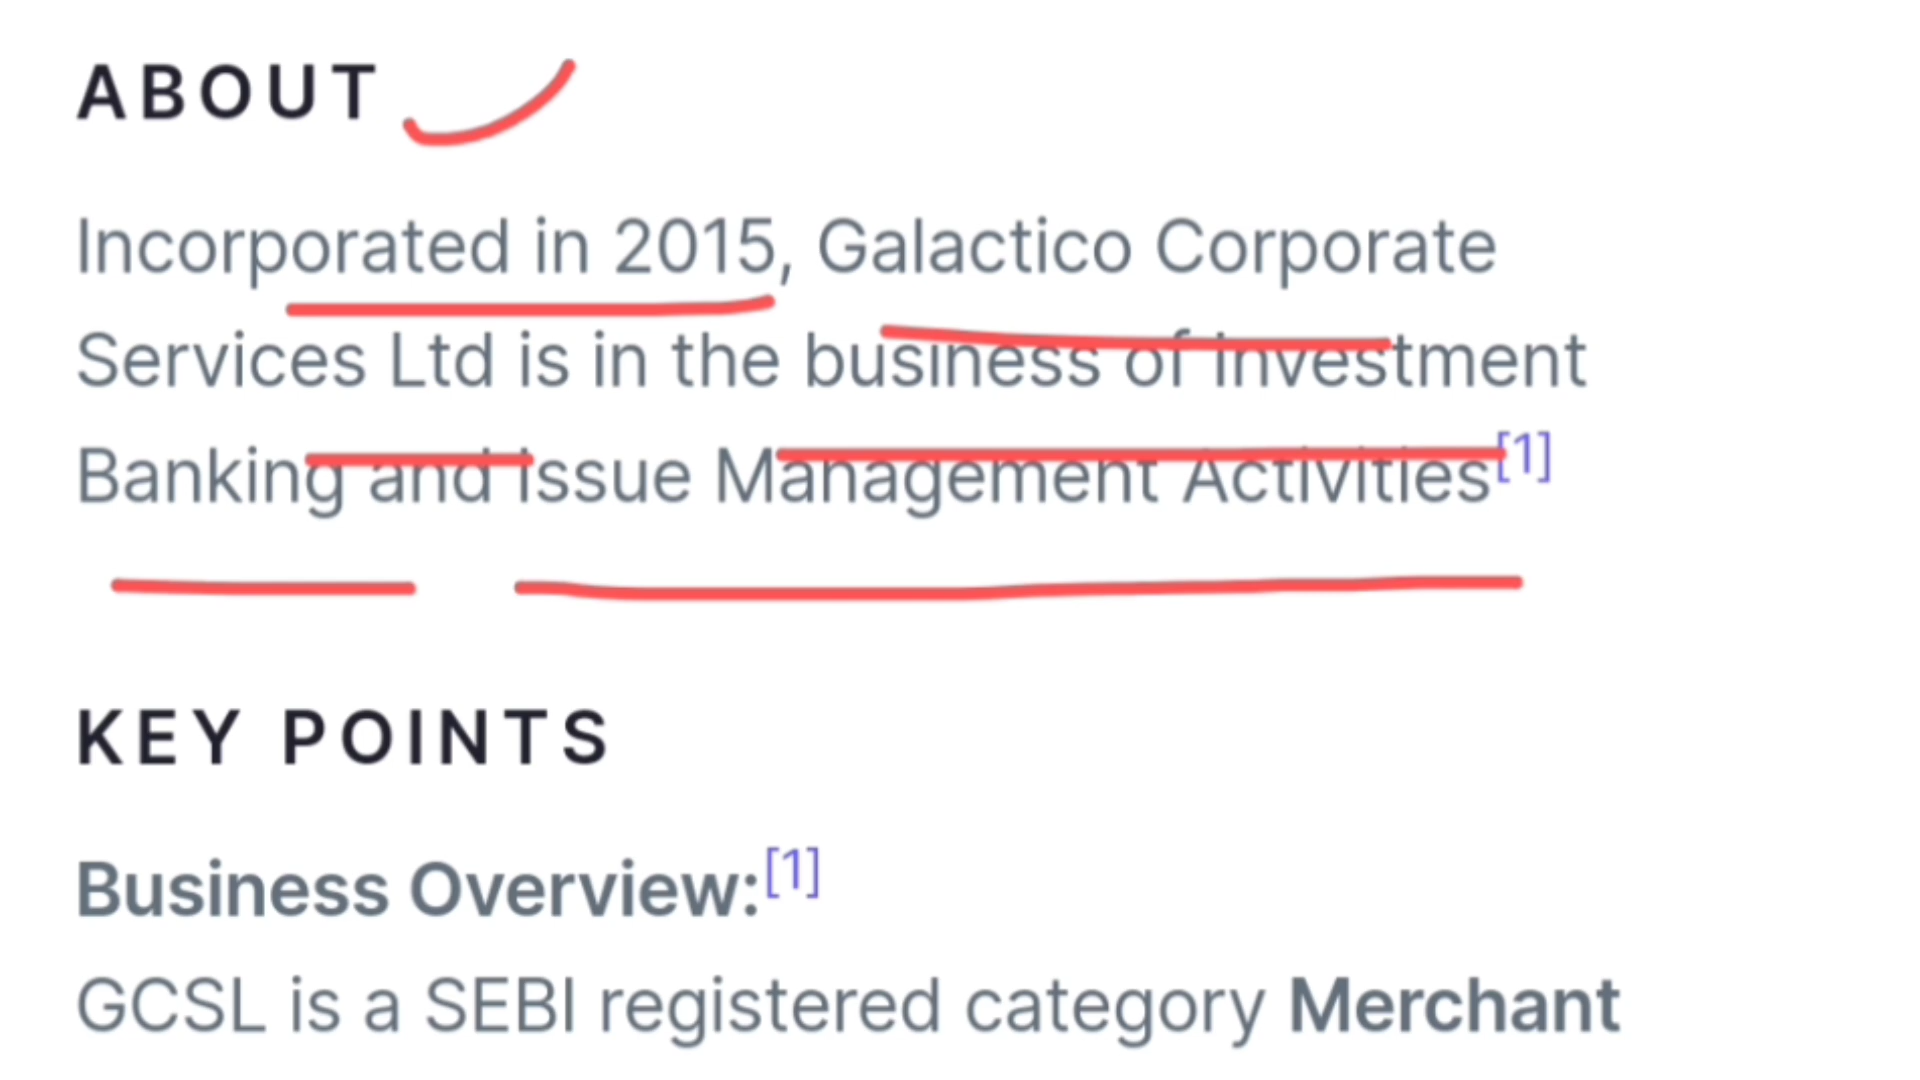 ABOUT
Incorporated in 2015, Galactico Corporate
Services Ltd is in the business of Investment
Banking and Issue Management Activities[1]
KEY POINTS
Business Overview:[1]
GCSL is a SEBI registered category Merchant